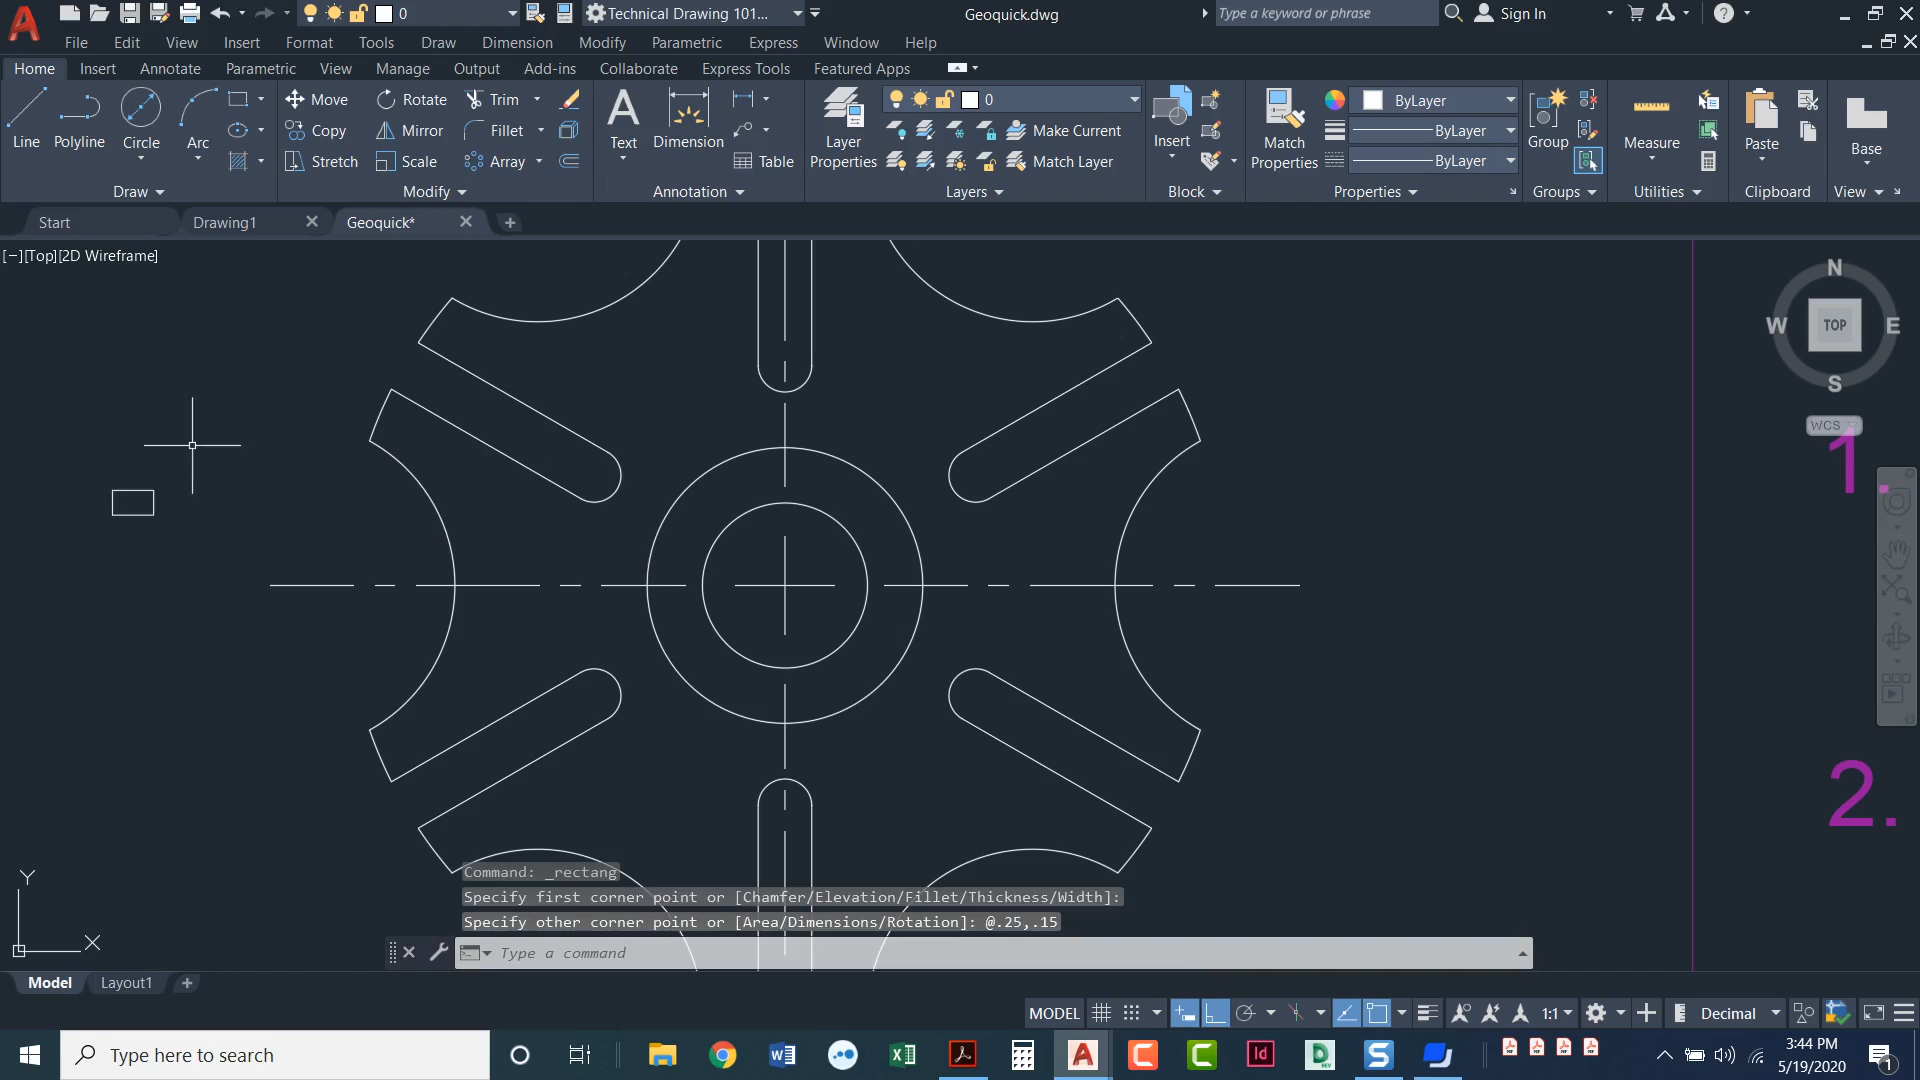 0
Technical Drawing 101...
Geoquick.dwg
Type a keyword or phrase
Sign In
?
File Edit View Insert Format Tools Draw Dimension Modify Parametric Express Window Help
Home Insert Annotate Parametric View Manage Output Add-ins Collaborate Express Tools Featured Apps
Line
Polyline
Circle
Arc
Draw
Move
Copy
Stretch
Rotate
Mirror
Scale
Trim
Fillet
Array
Modify
Text
Dimension
Table
Annotation
Layer
Properties
0
Make Current
Match Layer
Layers
Insert
Block
Match
Properties
ByLayer
ByLayer
ByLayer
Properties
Group
Groups
Measure
Utilities
Paste
Clipboard
Base
View
Start
Drawing1
Geoquick*
[−][Top][2D Wireframe]
N
W
TOP
E
S
WCS
1.
2.
Y
X
Command: _rectang
Specify first corner point or [Chamfer/Elevation/Fillet/Thickness/Width]:
Specify other corner point or [Area/Dimensions/Rotation]: @.25,.15
Type a command
Model
Layout1
MODEL
1:1
Decimal
Type here to search
3:44 PM
5/19/2020
1